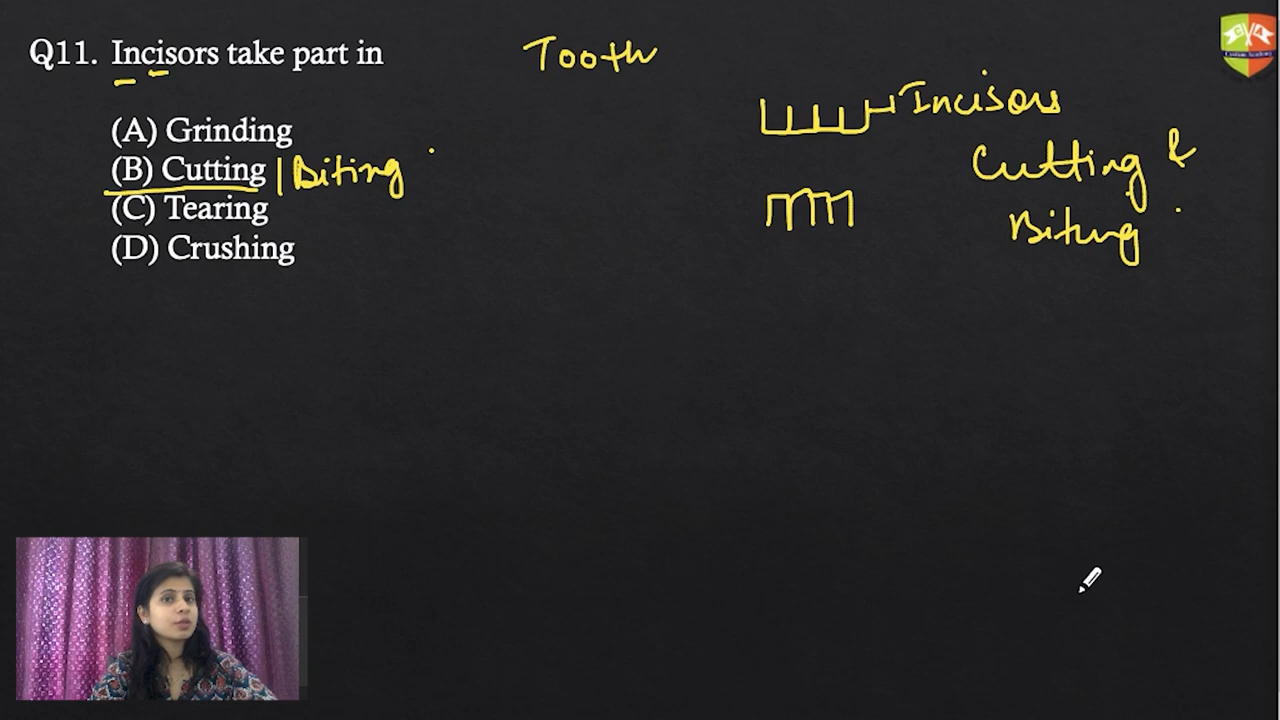 Q11. Incisors take part in
Tooth
(A) Grinding
(B) Cutting | Biting
(C) Tearing
(D) Crushing
Incisors
Cutting &
Biting